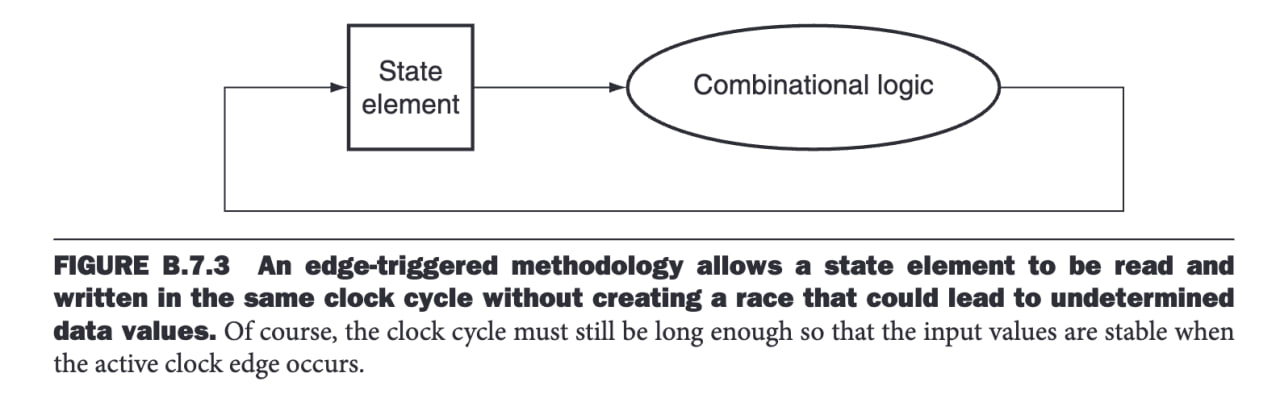 State
element
Combinational logic
FIGURE B.7.3 An edge-triggered methodology allows a state element to be read and
written in the same clock cycle without creating a race that could lead to undetermined
data values. Of course, the clock cycle must still be long enough so that the input values are stable when
the active clock edge occurs.